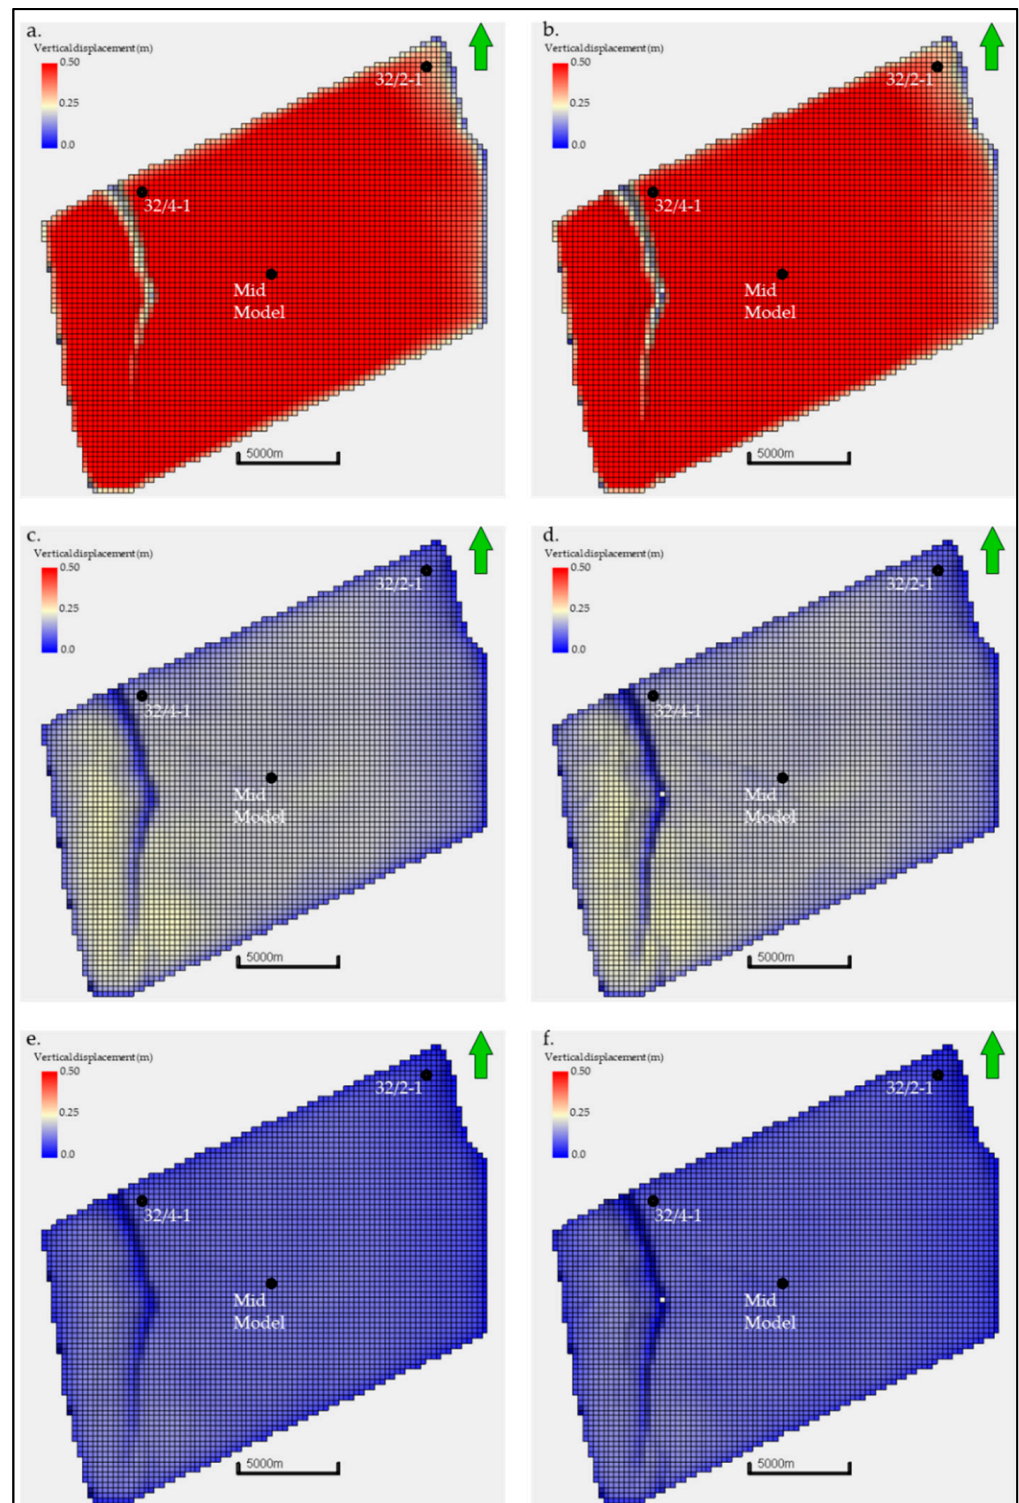 a.
Vertical displacement (m)
0.50
0.25
0.0
32/2-1
32/4-1
Mid
Model
5000m
b.
Vertical displacement (m)
0.50
0.25
0.0
32/2-1
32/4-1
Mid
Model
5000m
c.
Vertical displacement (m)
0.50
0.25
0.0
32/2-1
32/4-1
Mid
Model
5000m
d.
Vertical displacement (m)
0.50
0.25
0.0
32/2-1
32/4-1
Mid
Model
5000m
e.
Vertical displacement (m)
0.50
0.25
0.0
32/2-1
32/4-1
Mid
Model
5000m
f.
Vertical displacement (m)
0.50
0.25
0.0
32/2-1
32/4-1
Mid
Model
5000m